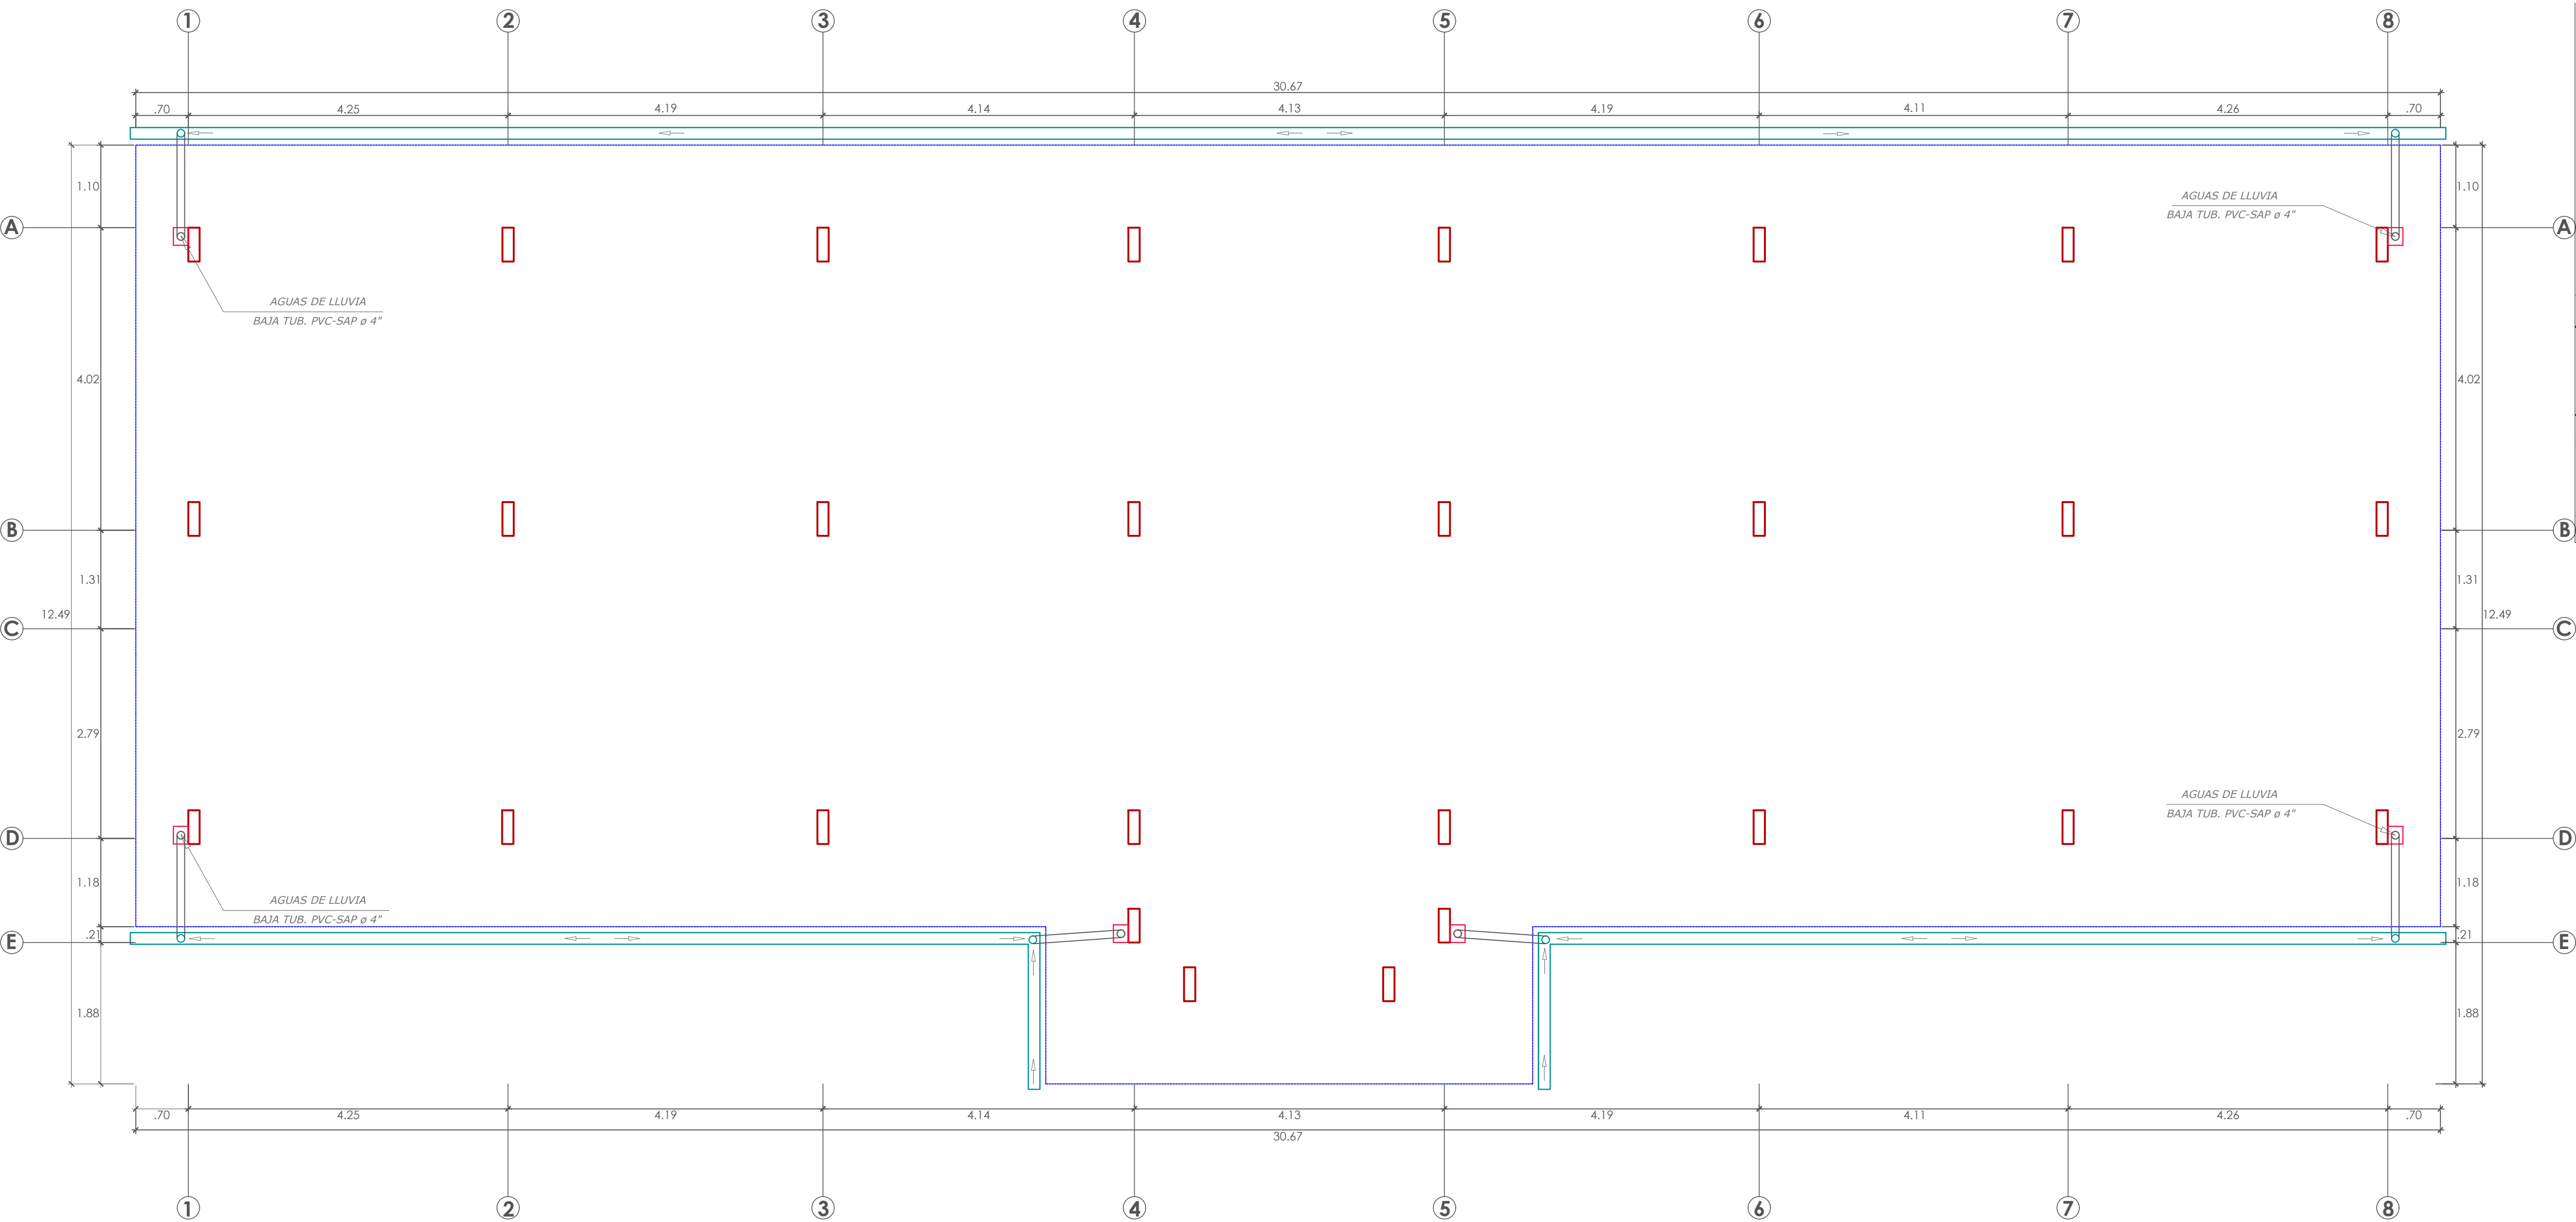 1 2 3 4 5 6 7 8
30.67
.70 4.25 4.19 4.14 4.13 4.19 4.11 4.26 .70
1.10 1.10
AGUAS DE LLUVIA
BAJA TUB. PVC-SAP ø 4"
A A
AGUAS DE LLUVIA
BAJA TUB. PVC-SAP ø 4"
4.02 4.02
B B
1.31 1.31
12.49 12.49
C C
2.79 2.79
AGUAS DE LLUVIA
BAJA TUB. PVC-SAP ø 4"
D D
1.18 1.18
AGUAS DE LLUVIA
BAJA TUB. PVC-SAP ø 4"
.21 .21
E E
1.88 1.88
.70 4.25 4.19 4.14 4.13 4.19 4.11 4.26 .70
30.67
1 2 3 4 5 6 7 8